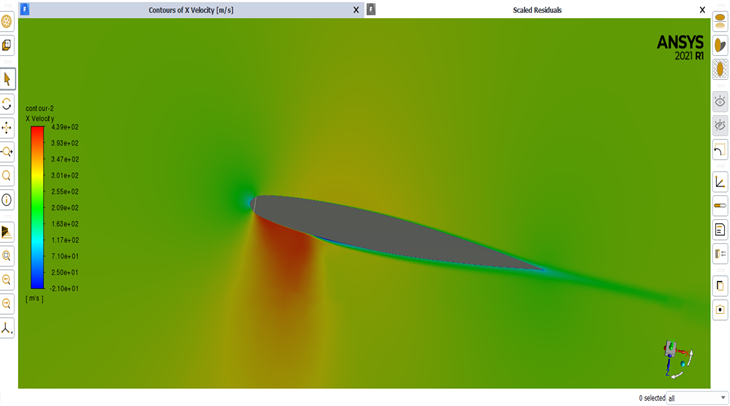 Contours of X Velocity [m/s]
X
Scaled Residuals
X
ANSYS
2021 R1
contour-2
X Velocity
4.39e+02
3.93e+02
3.47e+02
3.01e+02
2.55e+02
2.09e+02
1.63e+02
1.17e+02
7.10e+01
2.50e+01
-2.10e+01
[ m/s ]
0 selected all